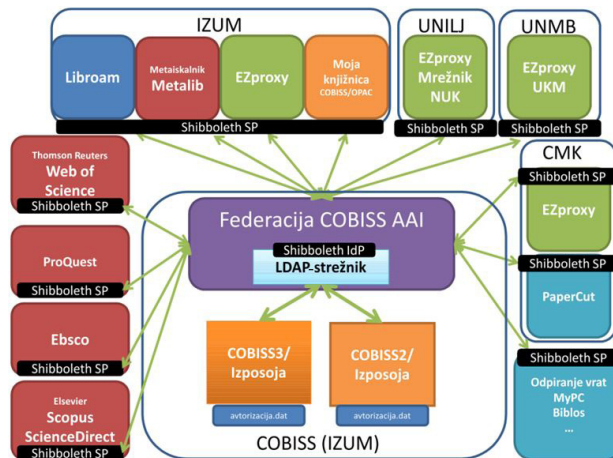 IZUM
Libroam
Metaiskalnik
Metalib
EZproxy
Moja
knjižnica
COBISS/OPAC
Shibboleth SP
UNILJ
EZproxy
Mrežnik
NUK
Shibboleth SP
UNMB
EZproxy
UKM
Shibboleth SP
Thomson Reuters
Web of
Science
Shibboleth SP
ProQuest
Shibboleth SP
Ebsco
Shibboleth SP
Elsevier
Scopus
ScienceDirect
Shibboleth SP
Federacija COBISS AAI
Shibboleth IdP
LDAP-strežnik
COBISS3/
Izposoja
avtorizacija.dat
COBISS2/
Izposoja
avtorizacija.dat
COBISS (IZUM)
CMK
Shibboleth SP
EZproxy
Shibboleth SP
PaperCut
Shibboleth SP
Odpiranje vrat
MyPC
Biblos
...